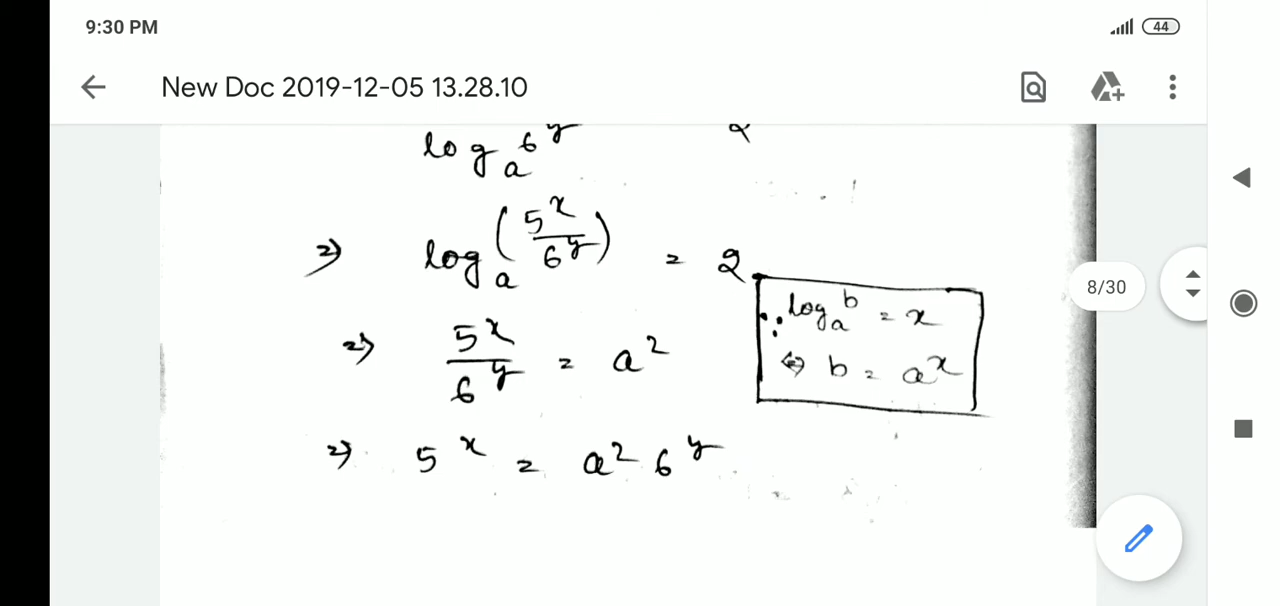 9:30 PM 44
New Doc 2019-12-05 13.28.10
log_a 6^y 2
⇒ log_a (5^x/6^y) = 2
8/30
∵ log_a b = x
⇒ 5^x/6^y = a^2
⇔ b = a^x
⇒ 5^x = a^2 6^y